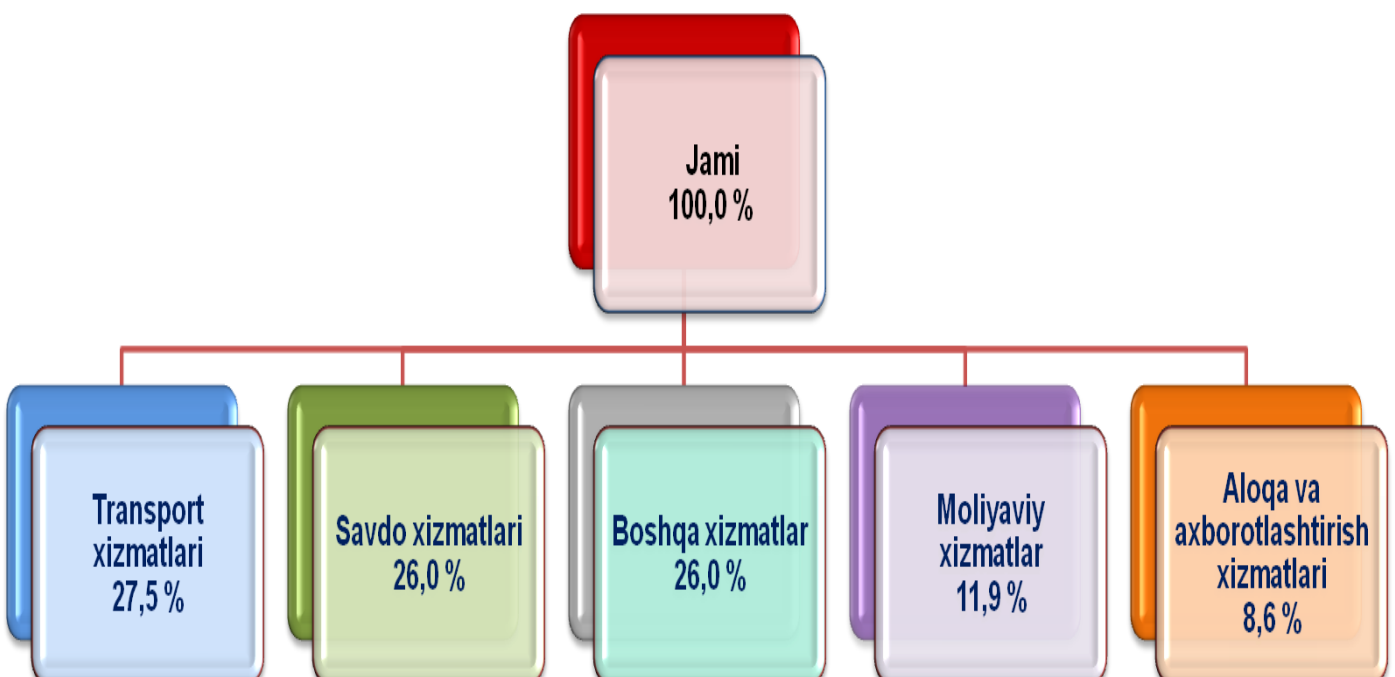 Jami
100,0 %
Transport
xizmatlari
27,5 %
Savdo xizmatlari
26,0 %
Boshqa xizmatlar
26,0 %
Moliyaviy
xizmatlar
11,9 %
Aloqa va
axborotlashtirish
xizmatlari
8,6 %